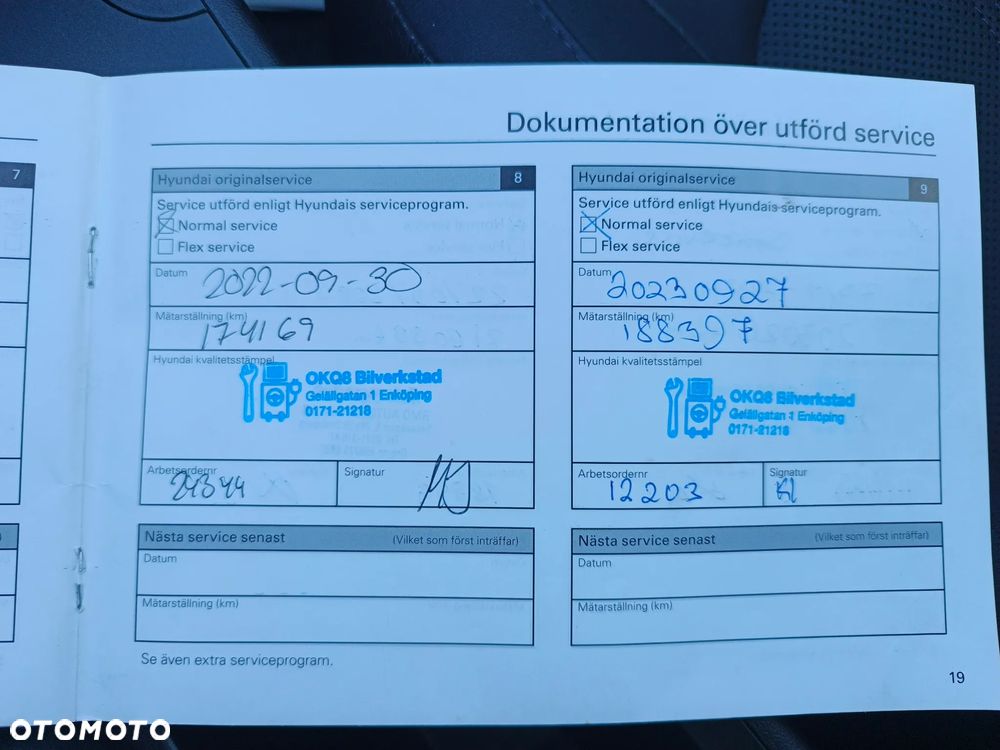 7
Dokumentation över utförd service
Hyundai originalservice 8
Service utförd enligt Hyundais serviceprogram.
Normal service
Flex service
Datum
2022-09-30
Mätarställning (km)
174169
Hyundai kvalitetsstämpel
OKQ8 Bilverkstad
Gelällgatan 1 Enköping
0171-21218
Arbetsordernr
24344
Signatur
Nästa service senast (Vilket som först inträffar)
Datum
Mätarställning (km)
Se även extra serviceprogram.
Hyundai originalservice 9
Service utförd enligt Hyundais serviceprogram.
Normal service
Flex service
Datum
20230927
Mätarställning (km)
188397
Hyundai kvalitetsstämpel
OKQ8 Bilverkstad
Gelällgatan 1 Enköping
0171-21218
Arbetsordernr
12203
Signatur
Nästa service senast (Vilket som först inträffar)
Datum
Mätarställning (km)
19
OTOMOTO